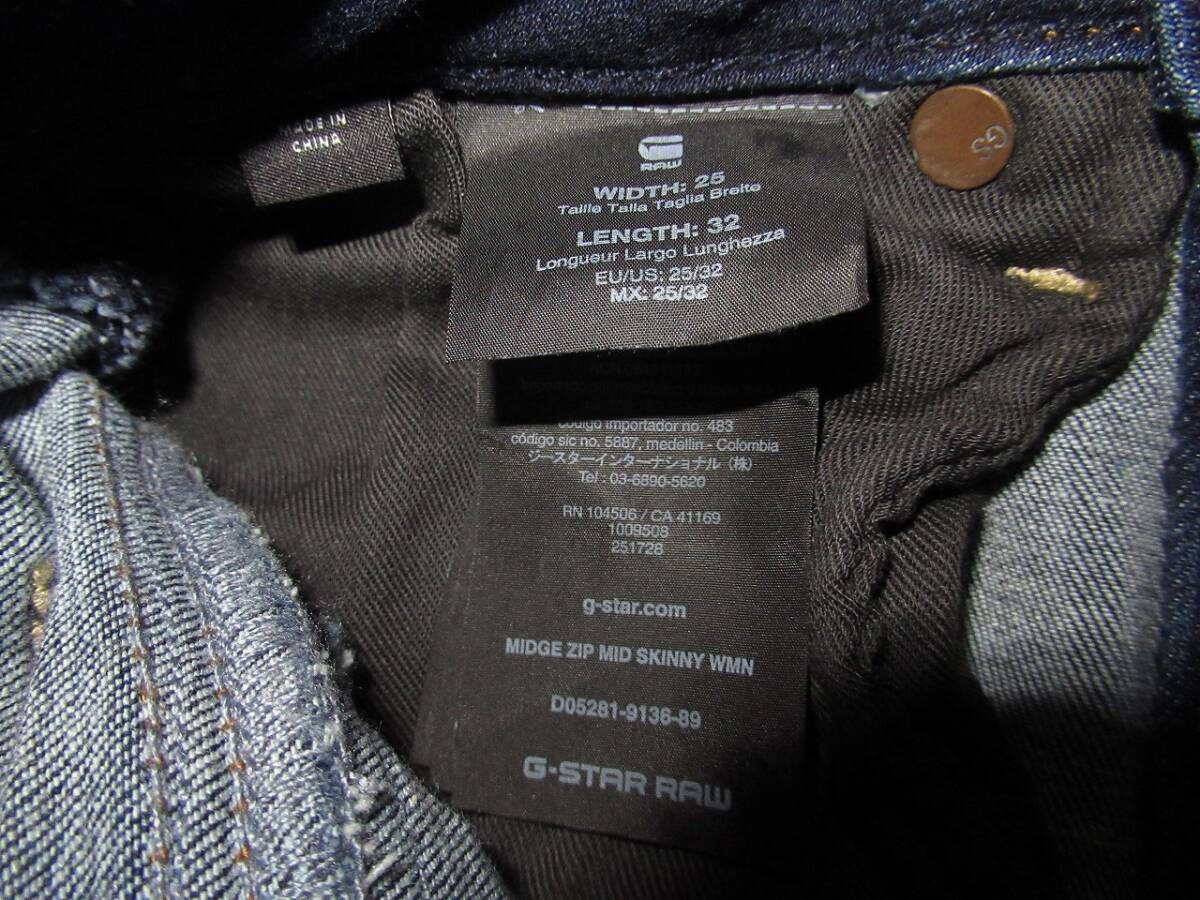 MADE IN
CHINA
G
RAW
WIDTH: 25
Taille Talla Taglia Breite
LENGTH: 32
Longueur Largo Lunghezza
EU/US: 25/32
MX: 25/32
GS
código importador no. 483
código sic no. 5887, medellin - Colombia
ジースターインターナショナル（株）
Tel : 03-6890-5620
RN 104506 / CA 41169
1009508
251728
g-star.com
MIDGE ZIP MID SKINNY WMN
D05281-9136-89
G-STAR RAW